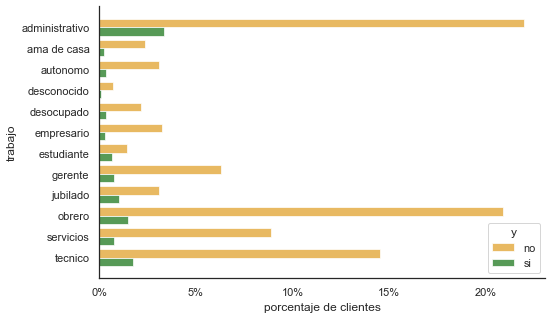 administrativo
ama de casa
autonomo
desconocido
desocupado
empresario
estudiante
gerente
jubilado
obrero
servicios
tecnico
trabajo
0%
5%
10%
15%
20%
porcentaje de clientes
y
no
si